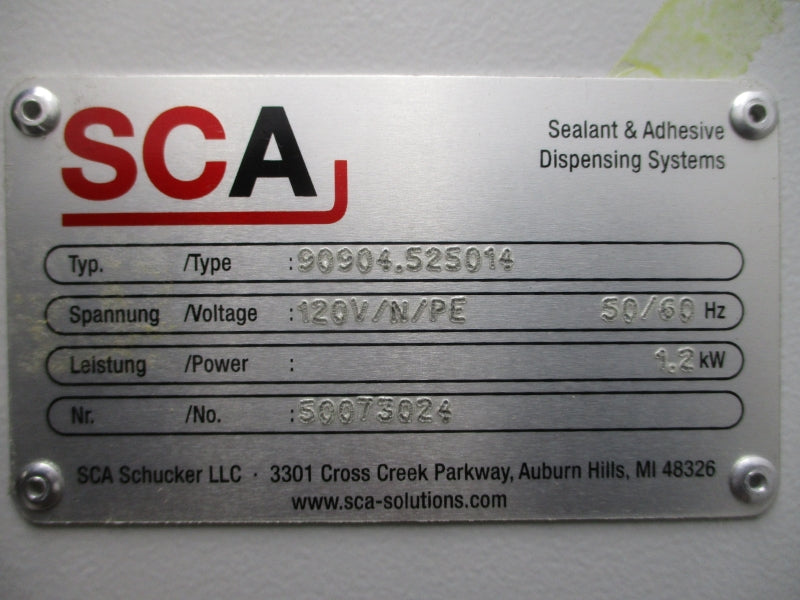 SCA
Sealant & Adhesive
Dispensing Systems
Typ. /Type :90904.525014
Spannung /Voltage :120V/N/PE 50/60 Hz
Leistung /Power : 1.2 kW
Nr. /No. :50073024
SCA Schucker LLC · 3301 Cross Creek Parkway, Auburn Hills, MI 48326
www.sca-solutions.com